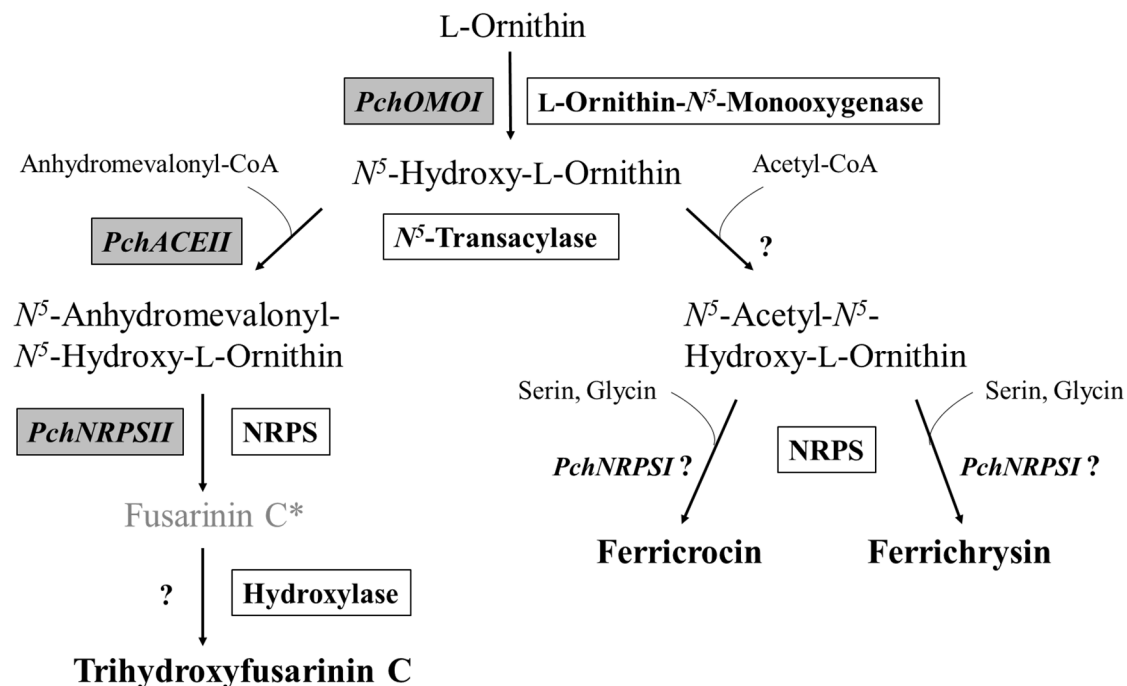 L-Ornithin
PchOMOI
L-Ornithin-N⁵-Monooxygenase
Anhydromevalonyl-CoA
N⁵-Hydroxy-L-Ornithin
Acetyl-CoA
PchACEII
N⁵-Transacylase
?
N⁵-Anhydromevalonyl-
N⁵-Hydroxy-L-Ornithin
N⁵-Acetyl-N⁵-
Hydroxy-L-Ornithin
Serin, Glycin
Serin, Glycin
PchNRPSII
NRPS
PchNRPSI ?
NRPS
PchNRPSI ?
Fusarinin C*
Ferricrocin
Ferrichrysin
?
Hydroxylase
Trihydroxyfusarinin C